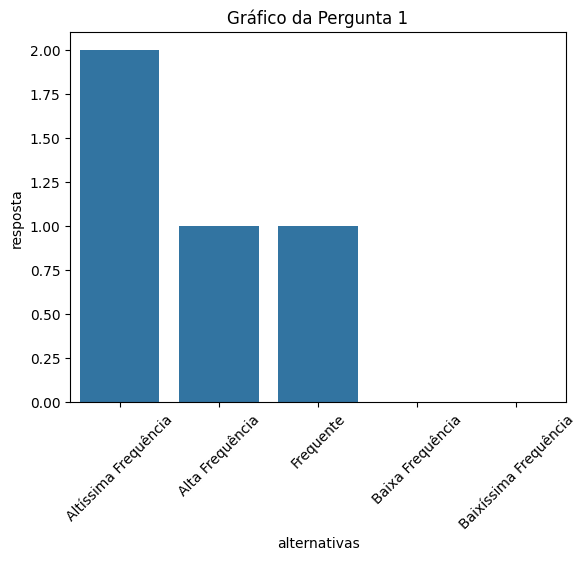 Gráfico da Pergunta 1
2.00
1.75
1.50
1.25
1.00
0.75
0.50
0.25
0.00
resposta
Altíssima Frequência
Alta Frequência
Frequente
Baixa Frequência
Baixíssima Frequência
alternativas